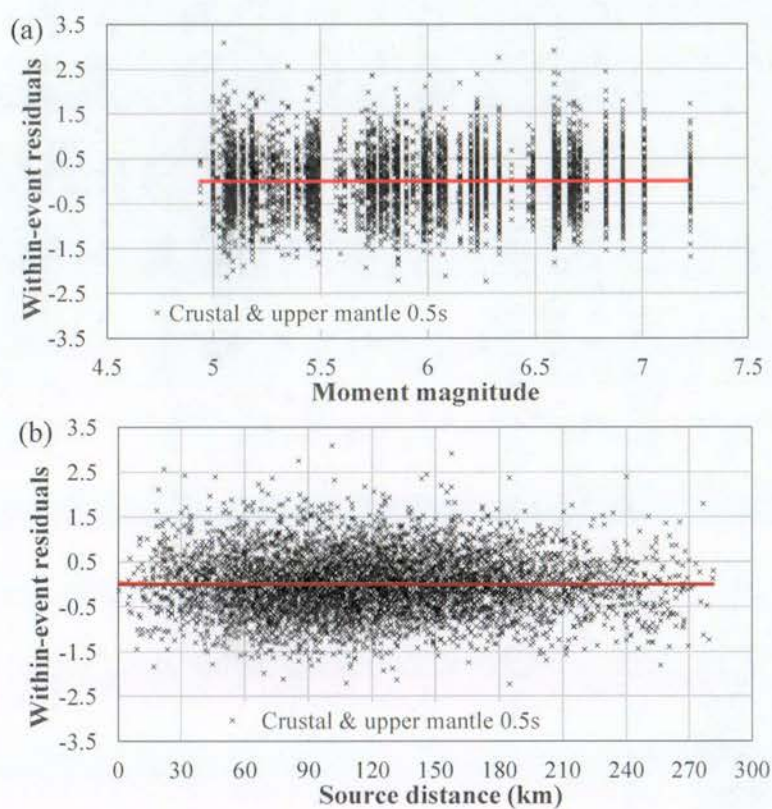 (a)
3.5
2.5
1.5
0.5
-0.5
-1.5
-2.5
-3.5
Within-event residuals
× Crustal & upper mantle 0.5s
4.5 5 5.5 6 6.5 7 7.5
Moment magnitude
(b)
3.5
2.5
1.5
0.5
-0.5
-1.5
-2.5
-3.5
Within-event residuals
× Crustal & upper mantle 0.5s
0 30 60 90 120 150 180 210 240 270 300
Source distance (km)